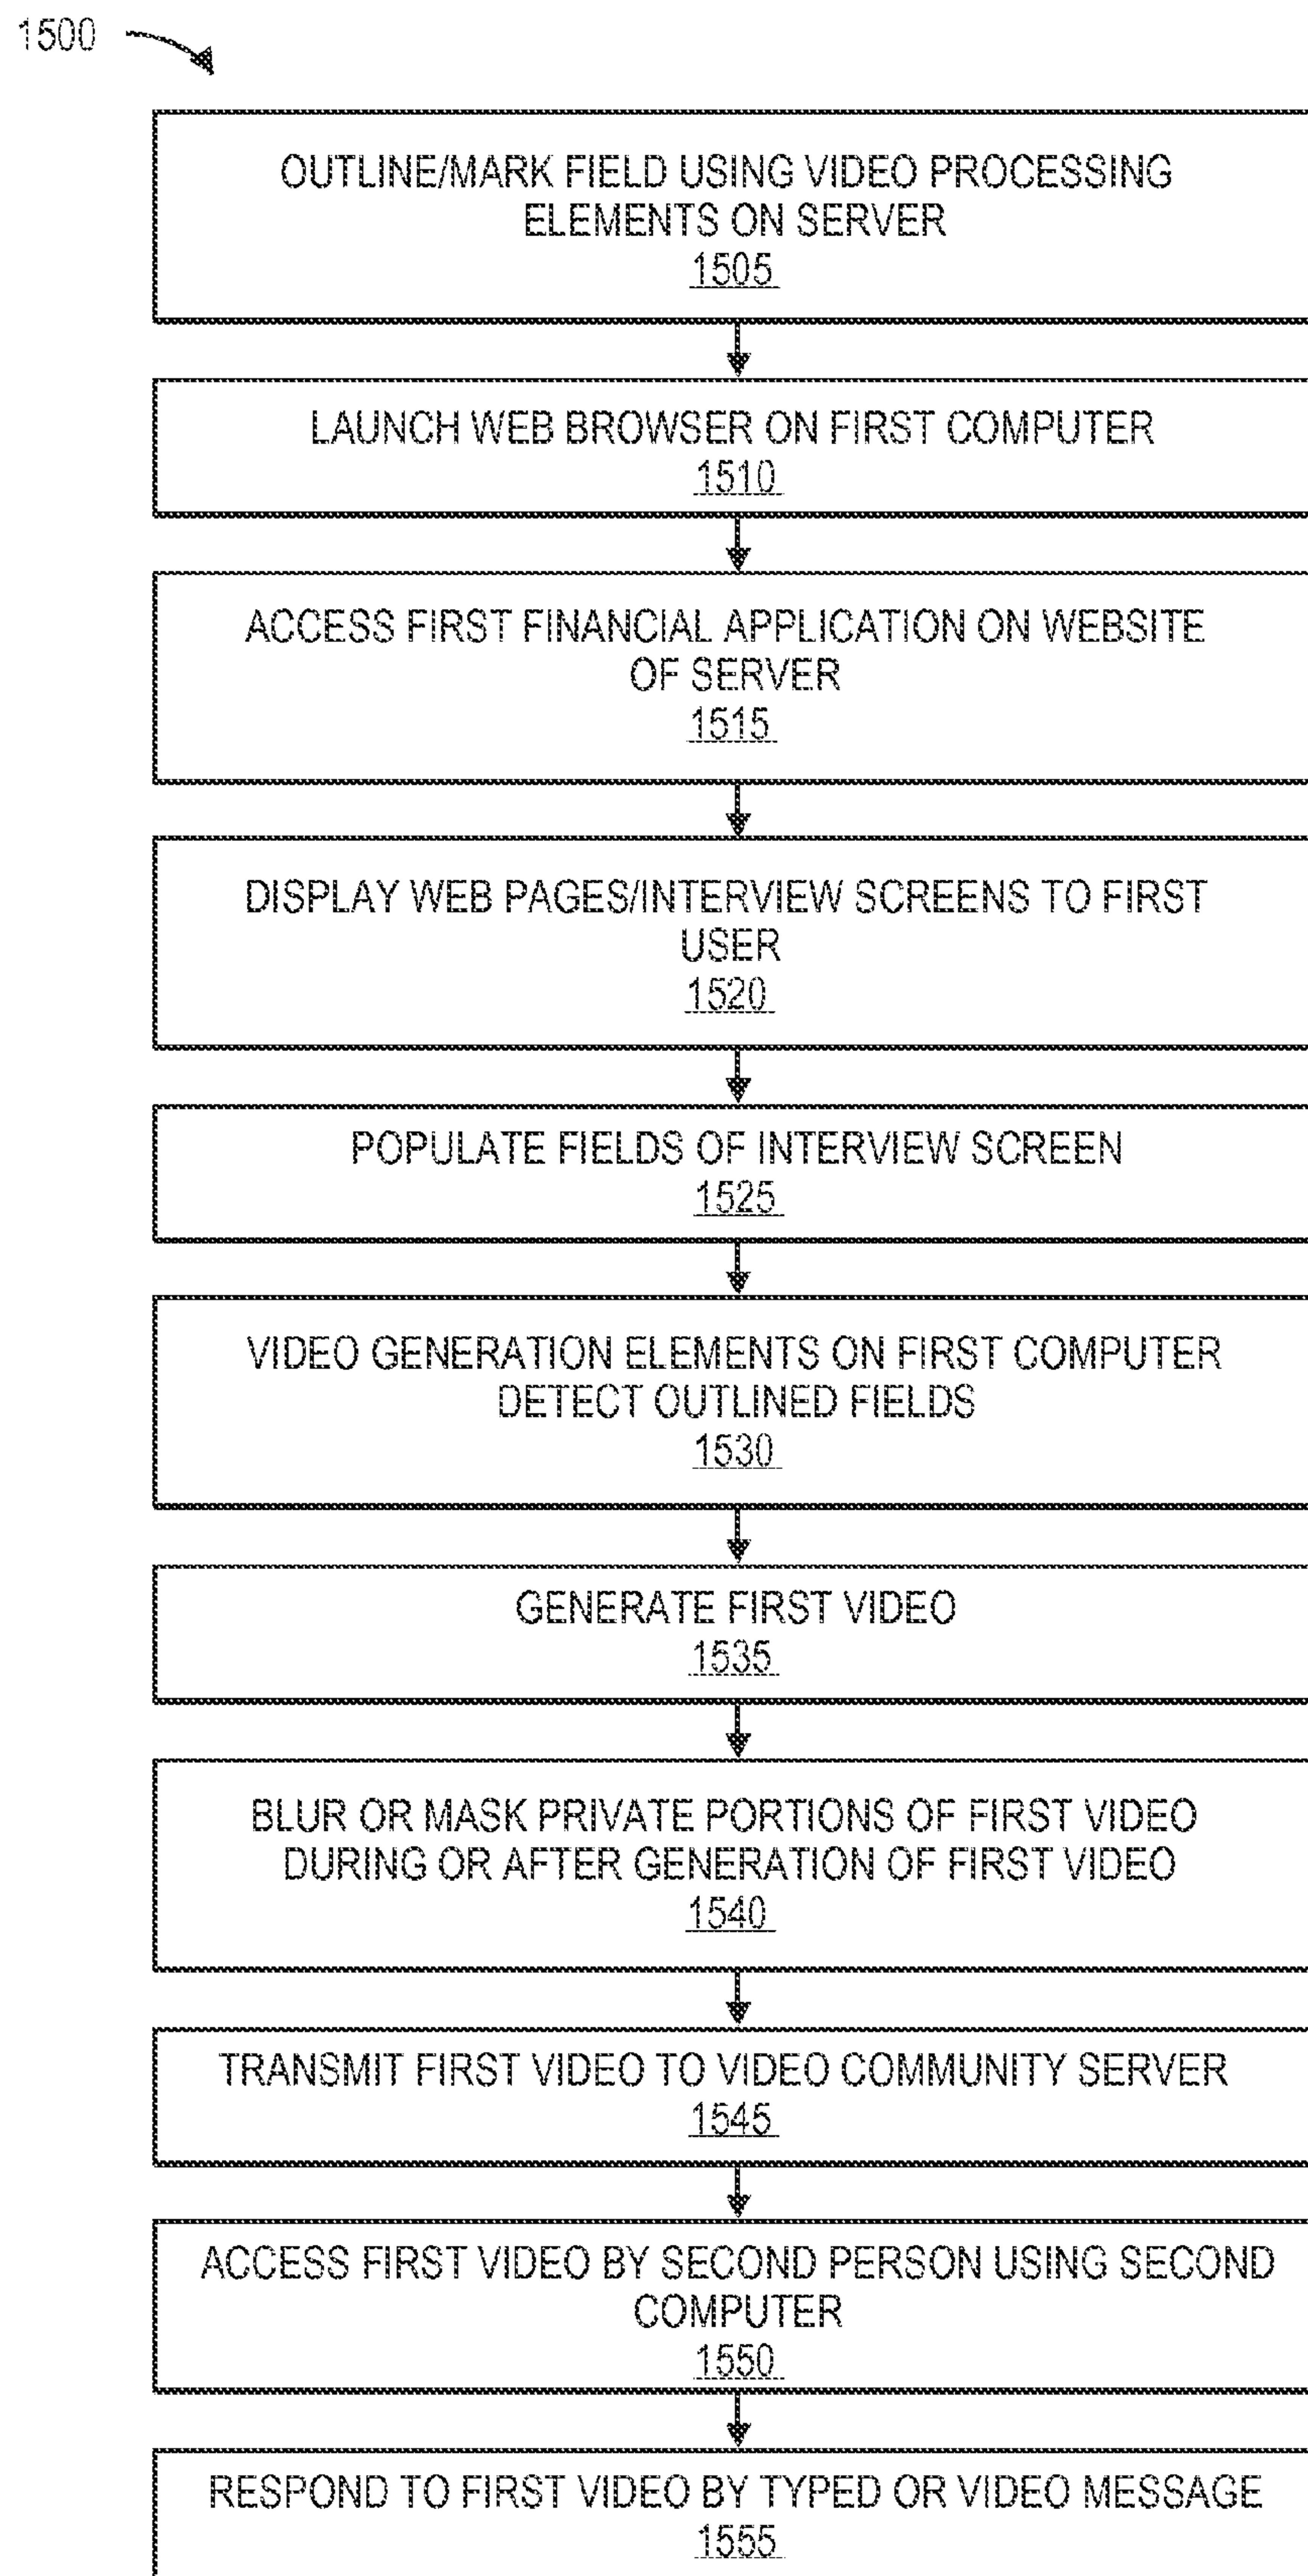 1500
OUTLINE/MARK FIELD USING VIDEO PROCESSING
ELEMENTS ON SERVER
1505
LAUNCH WEB BROWSER ON FIRST COMPUTER
1510
ACCESS FIRST FINANCIAL APPLICATION ON WEBSITE
OF SERVER
1515
DISPLAY WEB PAGES/INTERVIEW SCREENS TO FIRST
USER
1520
POPULATE FIELDS OF INTERVIEW SCREEN
1525
VIDEO GENERATION ELEMENTS ON FIRST COMPUTER
DETECT OUTLINED FIELDS
1530
GENERATE FIRST VIDEO
1535
BLUR OR MASK PRIVATE PORTIONS OF FIRST VIDEO
DURING OR AFTER GENERATION OF FIRST VIDEO
1540
TRANSMIT FIRST VIDEO TO VIDEO COMMUNITY SERVER
1545
ACCESS FIRST VIDEO BY SECOND PERSON USING SECOND
COMPUTER
1550
RESPOND TO FIRST VIDEO BY TYPED OR VIDEO MESSAGE
1555